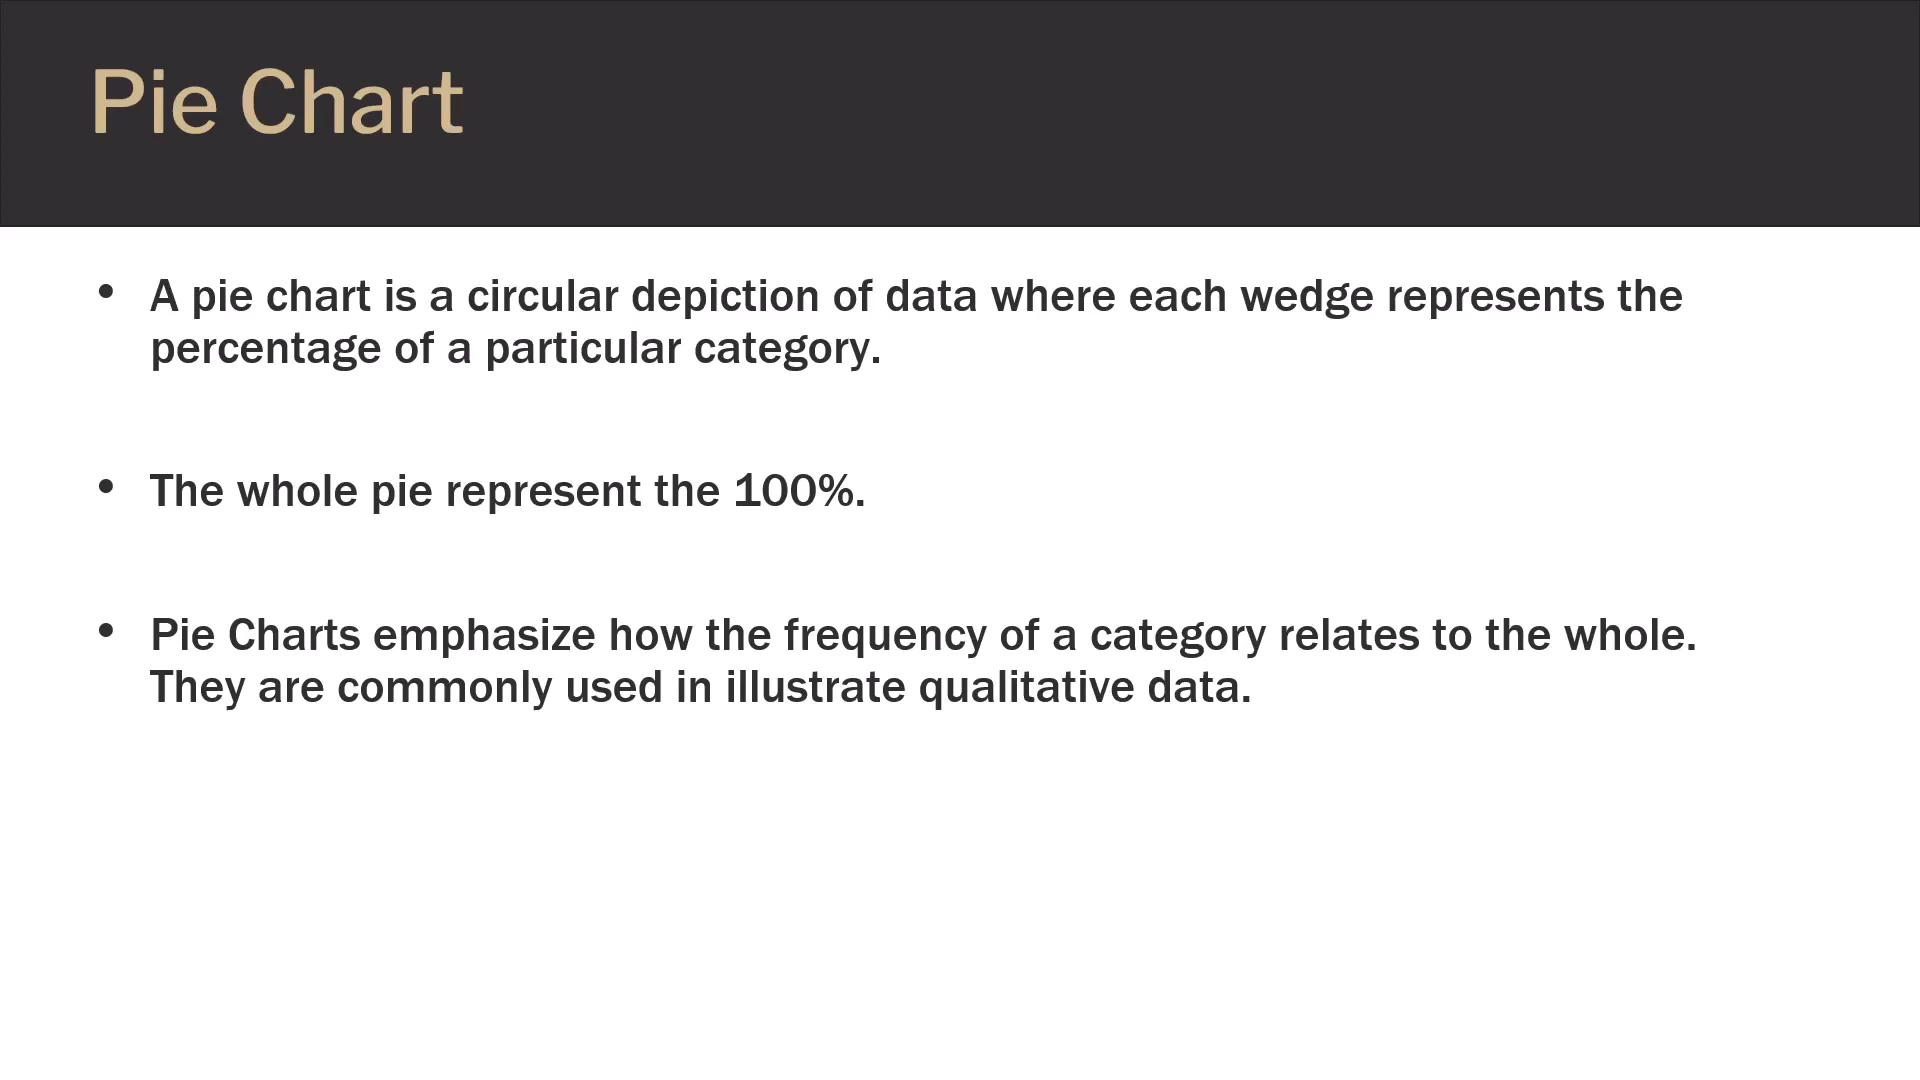 Pie Chart
• A pie chart is a circular depiction of data where each wedge represents the
percentage of a particular category.
• The whole pie represent the 100%.
• Pie Charts emphasize how the frequency of a category relates to the whole.
They are commonly used in illustrate qualitative data.